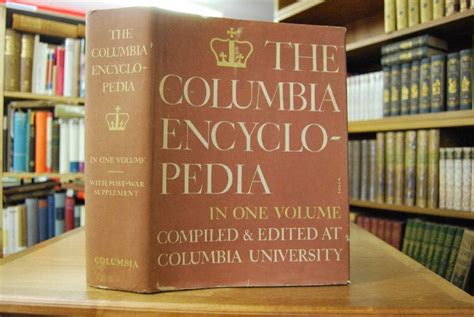 THE
COLUMBIA
ENCYCLO-
PEDIA
IN ONE VOLUME
WITH POST-WAR
SUPPLEMENT
COLUMBIA
THE
COLUMBIA
ENCYCLO-
PEDIA
IN ONE VOLUME
COMPILED & EDITED AT
COLUMBIA UNIVERSITY